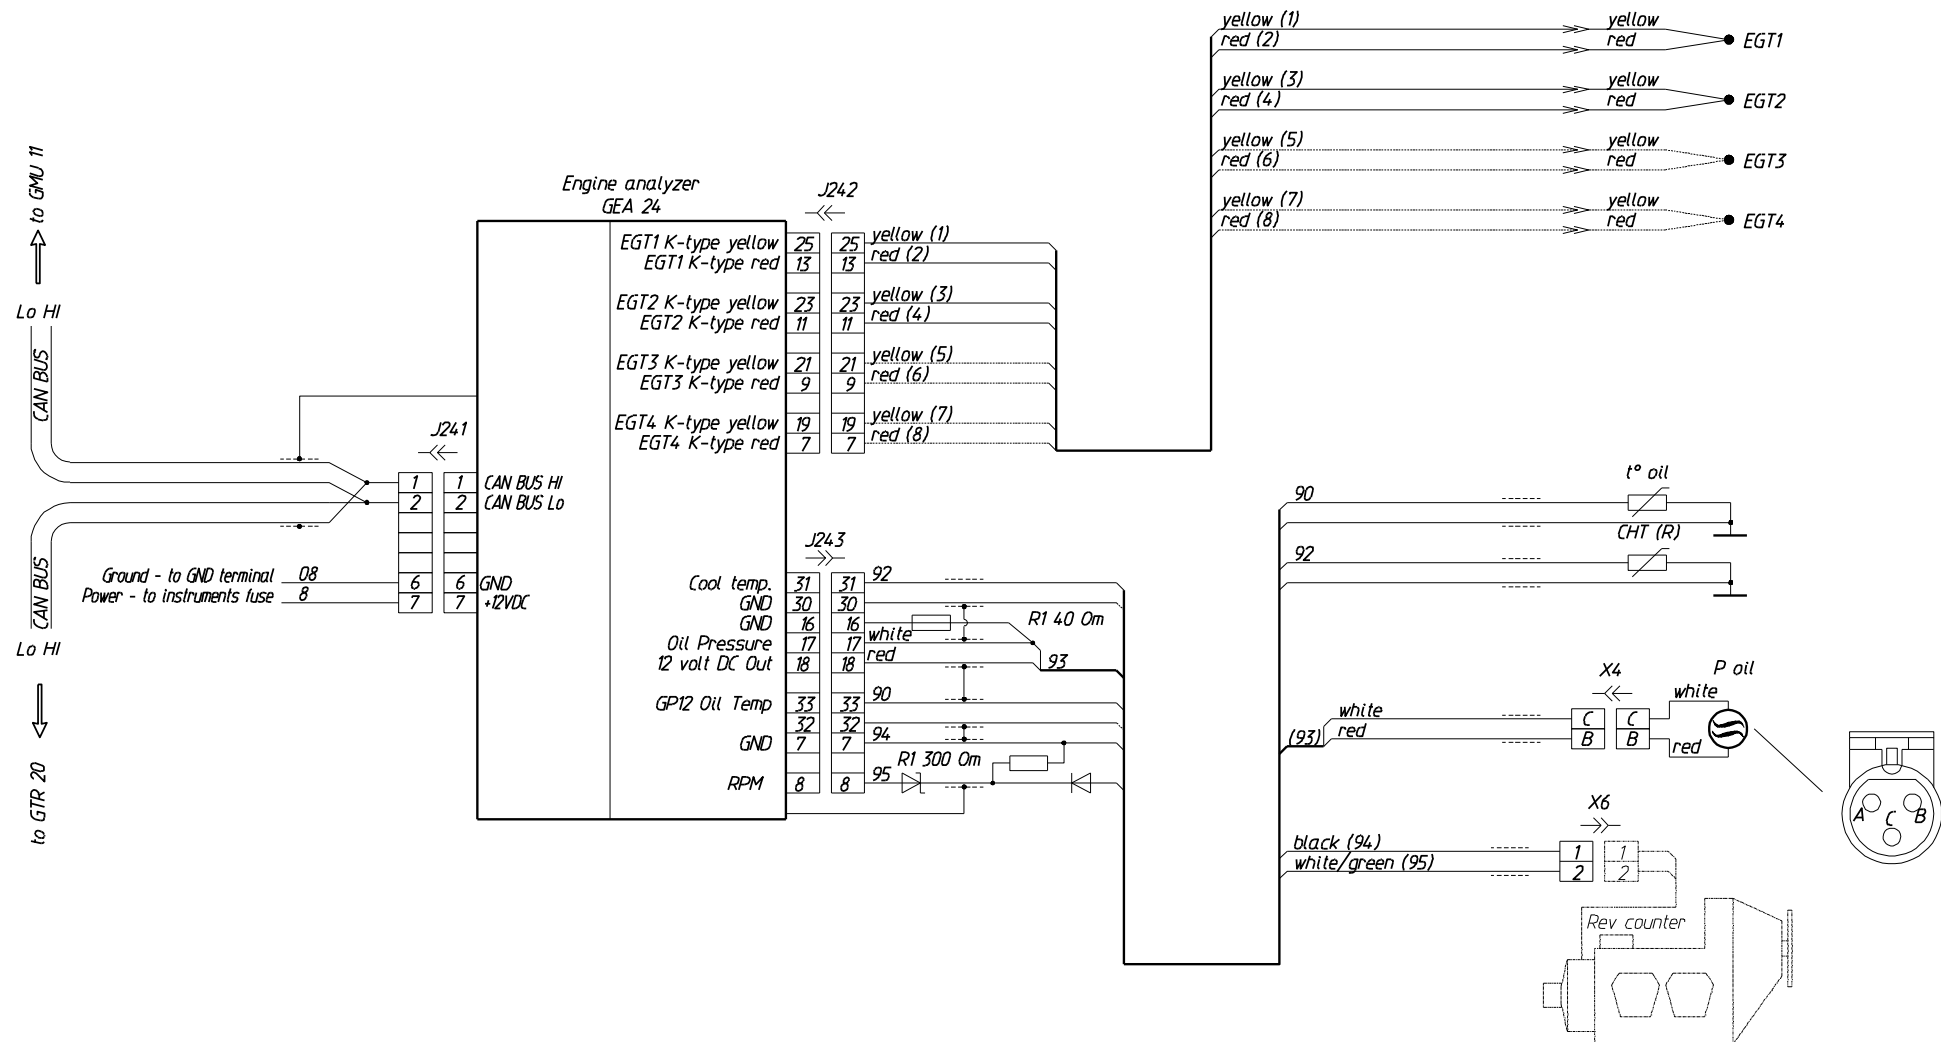 yellow (1)
red (2)
yellow
red
EGT1
yellow (3)
red (4)
yellow
red
EGT2
yellow (5)
red (6)
yellow
red
EGT3
yellow (7)
red (8)
yellow
red
EGT4
to GMU 11
Lo HI
CAN BUS
CAN BUS
Lo HI
to GTR 20
Engine analyzer
GEA 24
J242
EGT1 K-type yellow 25 25 yellow (1)
EGT1 K-type red 13 13 red (2)
EGT2 K-type yellow 23 23 yellow (3)
EGT2 K-type red 11 11 red (4)
EGT3 K-type yellow 21 21 yellow (5)
EGT3 K-type red 9 9 red (6)
EGT4 K-type yellow 19 19 yellow (7)
EGT4 K-type red 7 7 red (8)
J241
1 1 CAN BUS HI
2 2 CAN BUS Lo
Ground - to GND terminal 08 6 6 GND
Power - to instruments fuse 8 7 7 +12VDC
J243
Cool temp. 31 31 92
GND 30 30
GND 16 16 R1 40 Om
Oil Pressure 17 17 white
12 volt DC Out 18 18 red 93
GP12 Oil Temp 33 33 90
32 32
GND 7 7 94
R1 300 Om
RPM 8 8 95
90
t° oil
92
CHT (R)
X4
P oil
(93)
white
C C
white
red
B B
red
A C B
X6
black (94)
1 1
white/green (95)
2 2
Rev counter